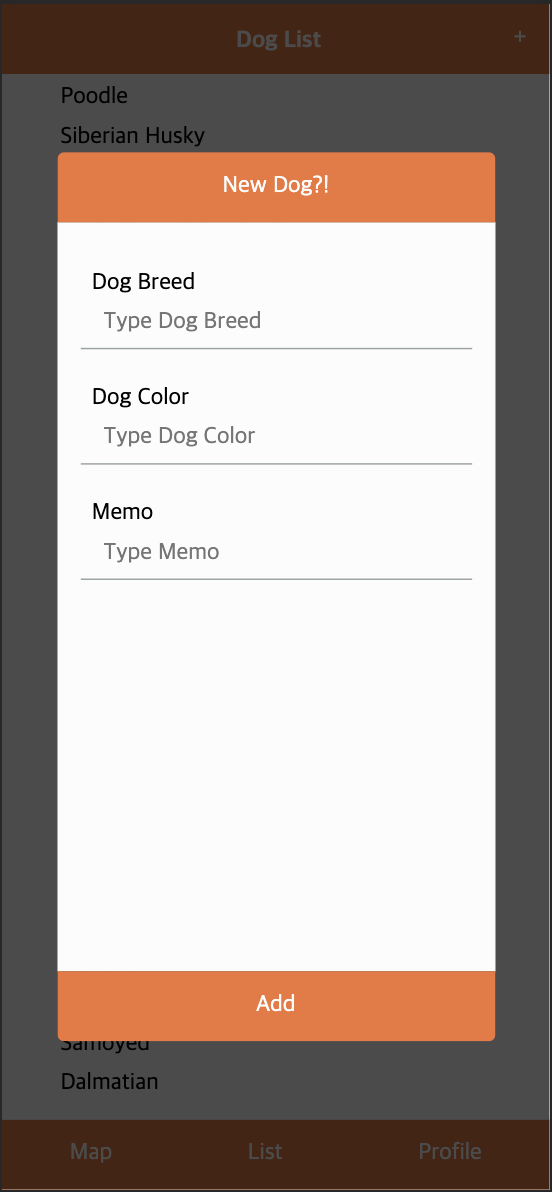 Dog List
+
Poodle
Siberian Husky
New Dog?!
Dog Breed
Type Dog Breed
Dog Color
Type Dog Color
Memo
Type Memo
Add
Samoyed
Dalmatian
Map List Profile